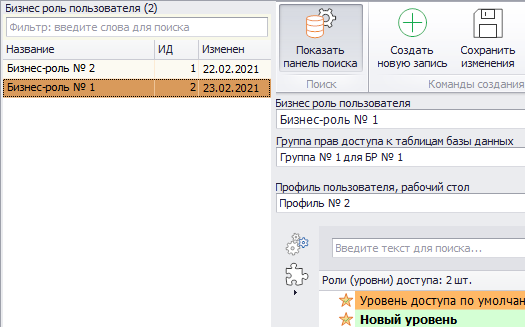 Бизнес роль пользователя (2)
Фильтр: введите слова для поиска
Название ИД Изменен
Бизнес-роль № 2 1 22.02.2021
Бизнес-роль № 1 2 23.02.2021
Показать
панель поиска
Создать
новую запись
Сохранить
изменения
Поиск
Команды создания
Бизнес роль пользователя
Бизнес-роль № 1
Группа прав доступа к таблицам базы данных
Группа № 1 для БР № 1
Профиль пользователя, рабочий стол
Профиль № 2
Введите текст для поиска...
Роли (уровни) доступа: 2 шт.
Уровень доступа по умолчан
Новый уровень